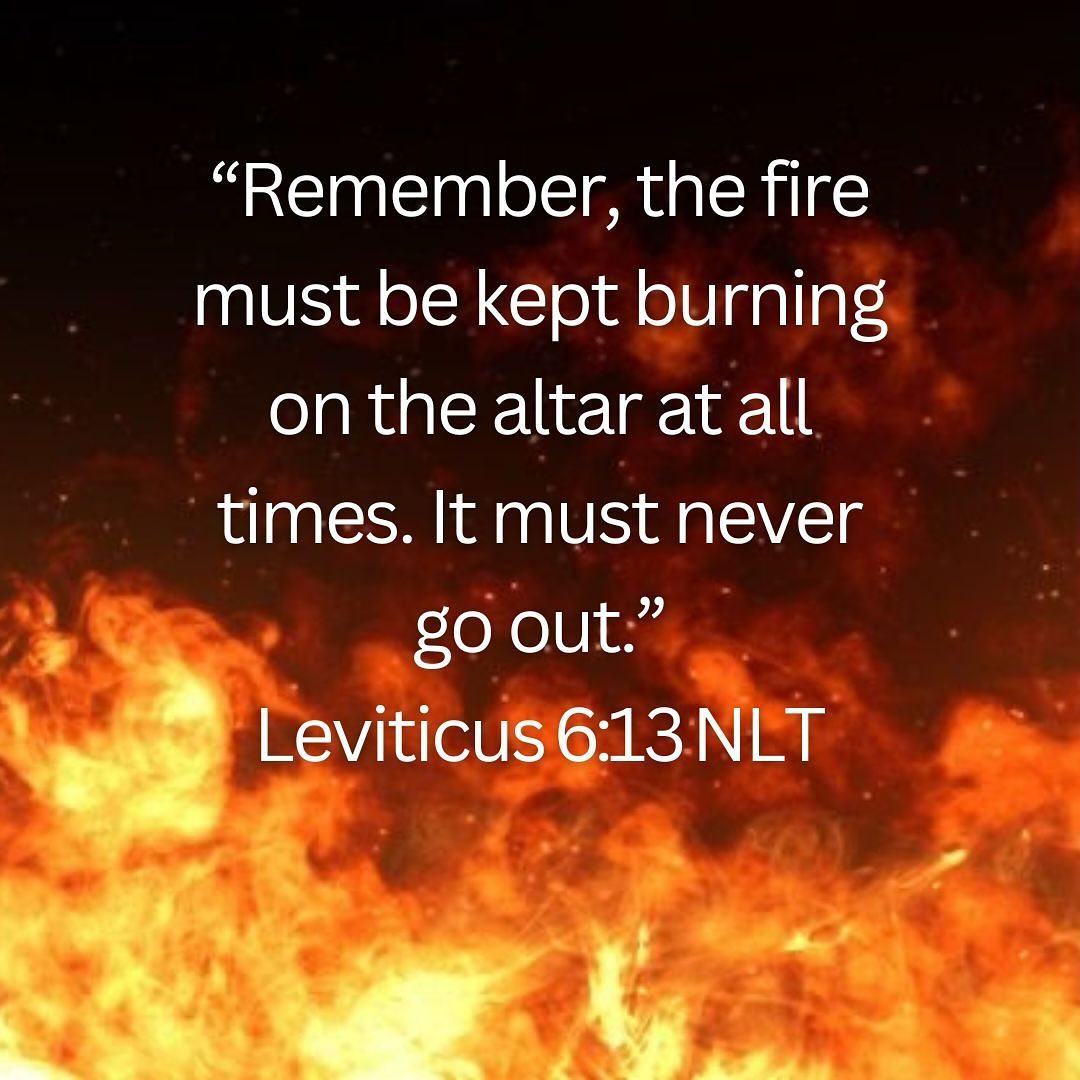 “Remember, the fire
must be kept burning
on the altar at all
times. It must never
go out.”
Leviticus 6:13 NLT